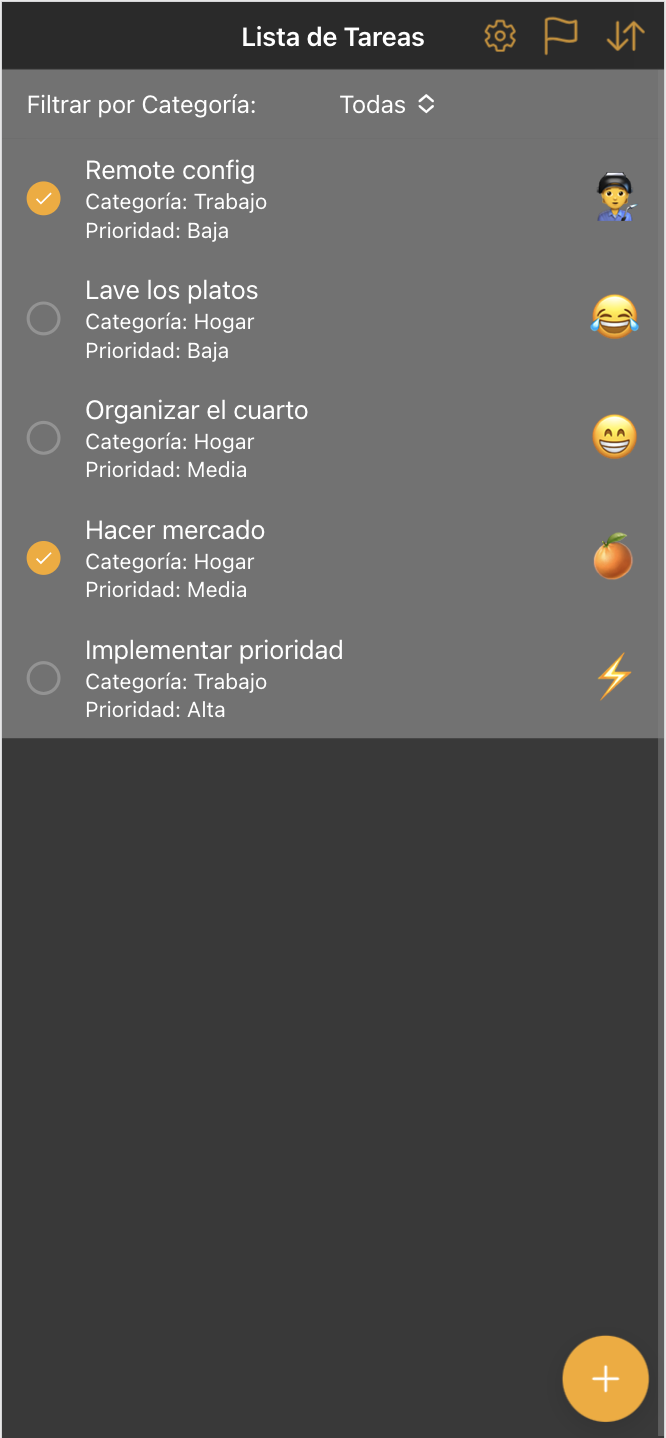 Lista de Tareas
Filtrar por Categoría: Todas
Remote config
Categoría: Trabajo
Prioridad: Baja
Lave los platos
Categoría: Hogar
Prioridad: Baja
Organizar el cuarto
Categoría: Hogar
Prioridad: Media
Hacer mercado
Categoría: Hogar
Prioridad: Media
Implementar prioridad
Categoría: Trabajo
Prioridad: Alta